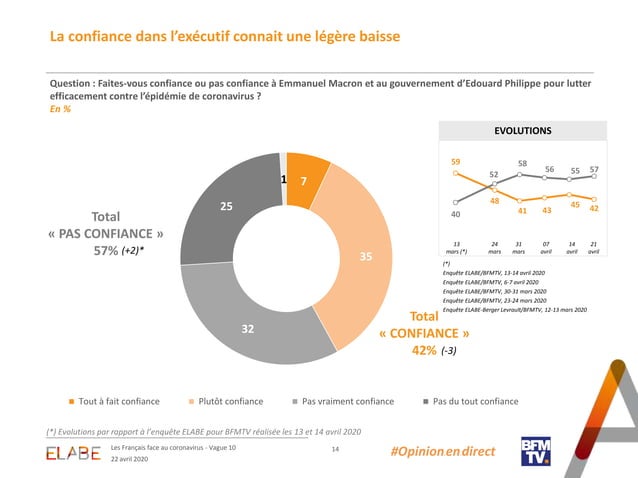 La confiance dans l’exécutif connait une légère baisse
Question : Faites-vous confiance ou pas confiance à Emmanuel Macron et au gouvernement d’Edouard Philippe pour lutter
efficacement contre l’épidémie de coronavirus ?
En %
EVOLUTIONS
59
48
41
43
45
42
40
52
58
56
55
57
13 mars (*)
24 mars
31 mars
07 avril
14 avril
21 avril
(*)
Enquête ELABE/BFMTV, 13-14 avril 2020
Enquête ELABE/BFMTV, 6-7 avril 2020
Enquête ELABE/BFMTV, 30-31 mars 2020
Enquête ELABE/BFMTV, 23-24 mars 2020
Enquête ELABE-Berger Levrault/BFMTV, 12-13 mars 2020
1
7
35
32
25
Total
« PAS CONFIANCE »
57% (+2)*
Total
« CONFIANCE »
42% (-3)
Tout à fait confiance
Plutôt confiance
Pas vraiment confiance
Pas du tout confiance
(*) Evolutions par rapport à l’enquête ELABE pour BFMTV réalisée les 13 et 14 avril 2020
ELABE
Les Français face au coronavirus - Vague 10
22 avril 2020
14
#Opinionendirect
BFM
TV.